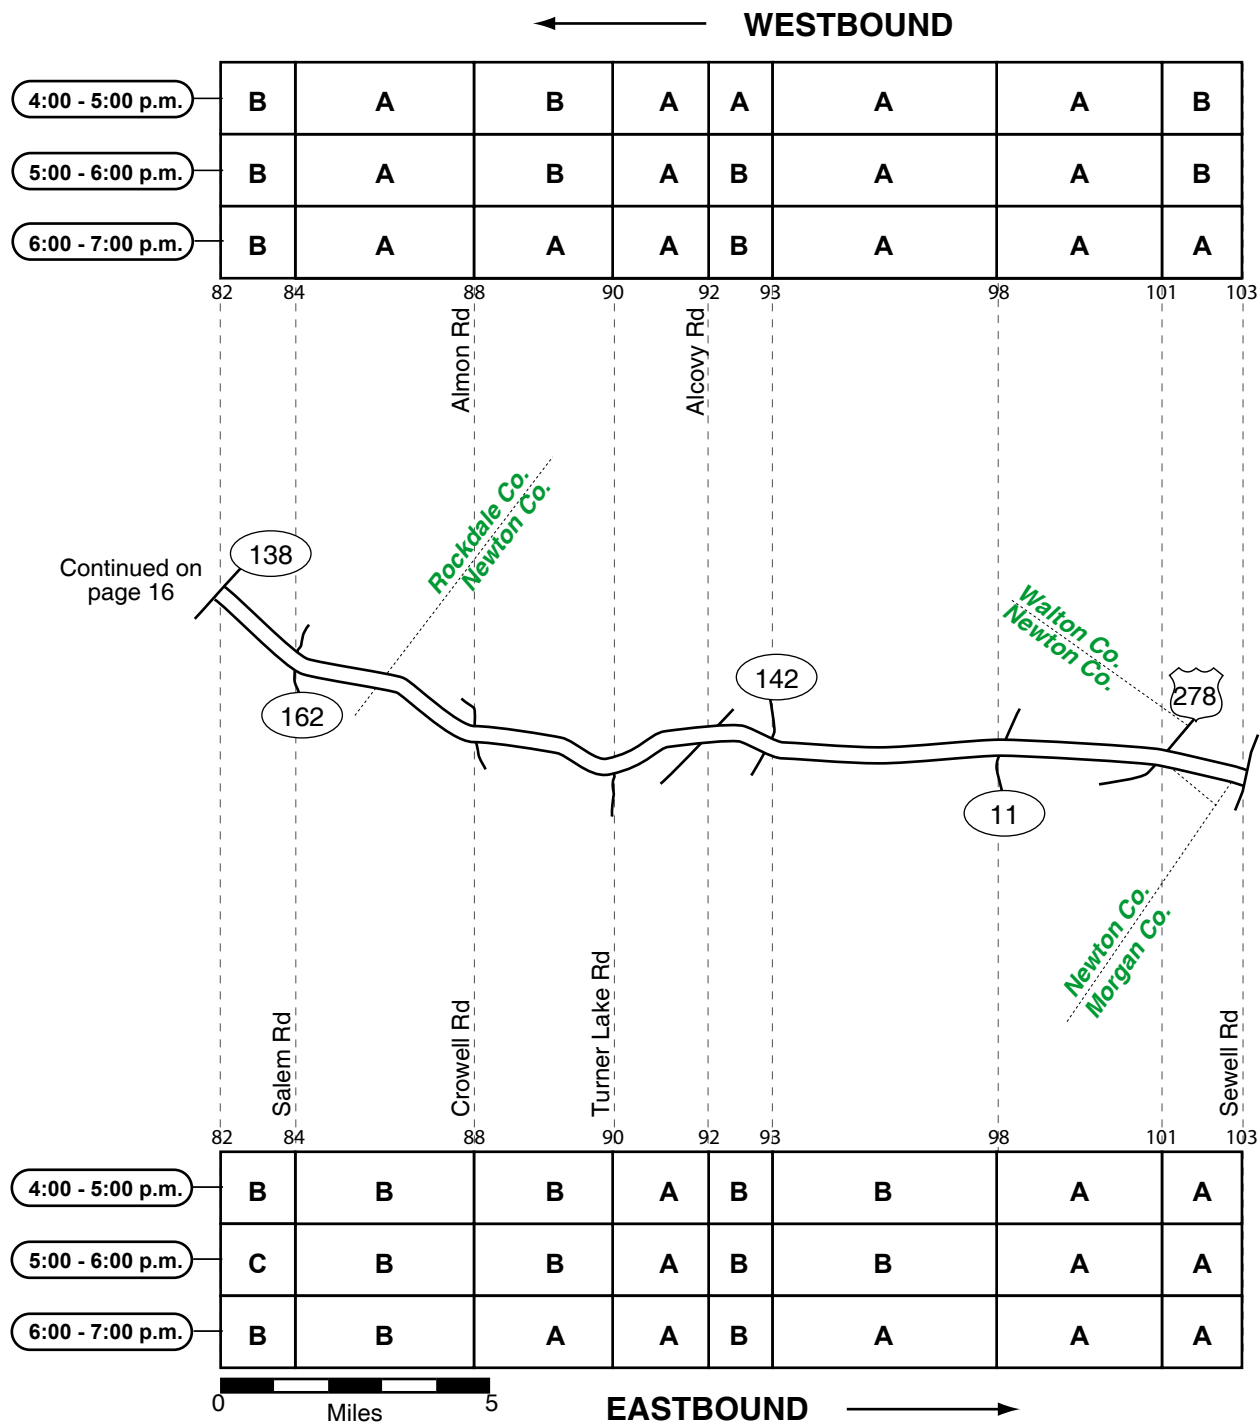 WESTBOUND
4:00 - 5:00 p.m. B A B A A A A B
5:00 - 6:00 p.m. B A B A B A A B
6:00 - 7:00 p.m. B A A A B A A A
82 84 88 90 92 93 98 101 103
Almon Rd
Alcovy Rd
Rockdale Co.
Newton Co.
Continued on
page 16
138
162
142
Walton Co.
Newton Co.
278
11
Newton Co.
Morgan Co.
Salem Rd
Crowell Rd
Turner Lake Rd
Sewell Rd
82 84 88 90 92 93 98 101 103
4:00 - 5:00 p.m. B B B A B B A A
5:00 - 6:00 p.m. C B B A B B A A
6:00 - 7:00 p.m. B B A A B A A A
0 5
Miles
EASTBOUND